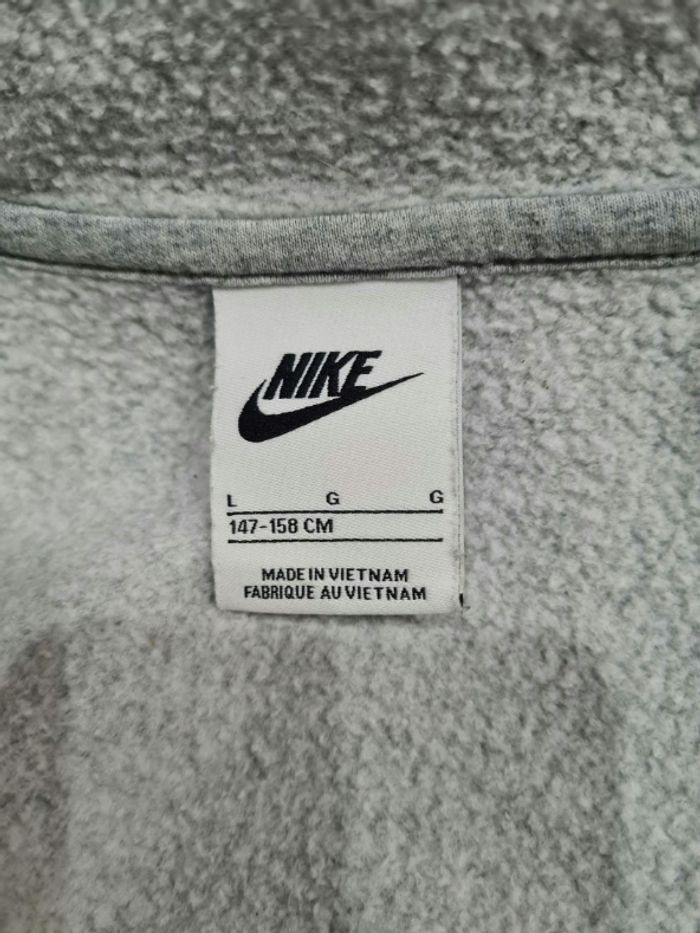 NIKE
L G G
147-158 CM
MADE IN VIETNAM
FABRIQUE AU VIETNAM